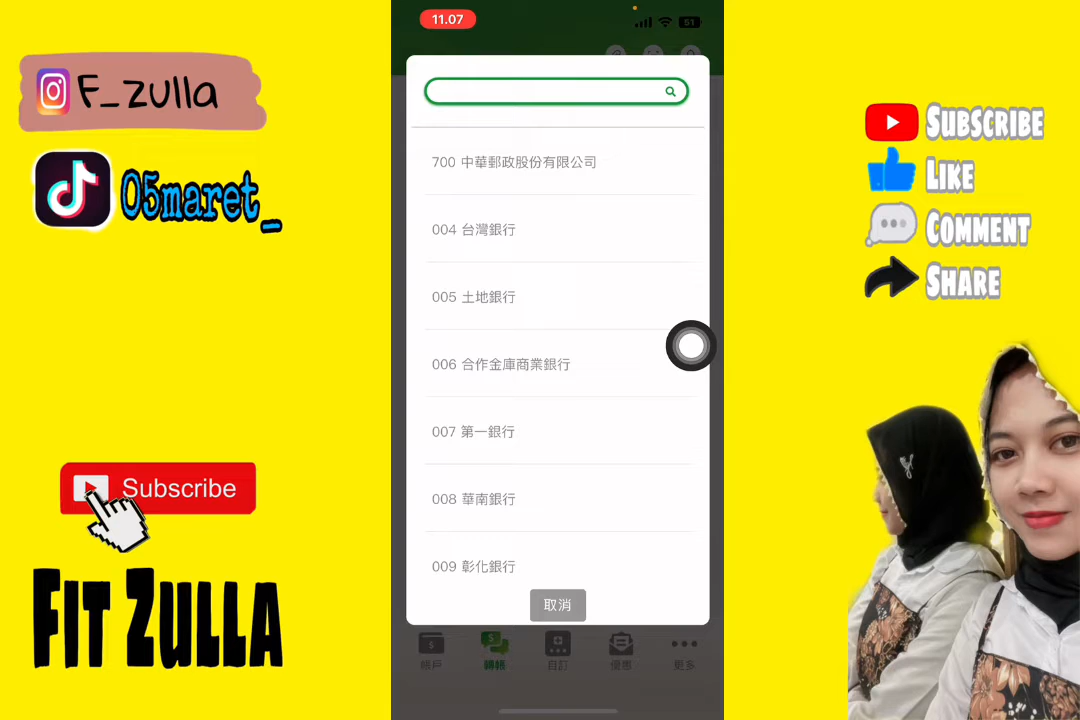 F_zulla
05maret_
Subscribe
FIT ZULLA
11.07
51
700 中華郵政股份有限公司
004 台灣銀行
005 土地銀行
006 合作金庫商業銀行
007 第一銀行
008 華南銀行
009 彰化銀行
取消
帳戶
轉帳
自訂
優惠
更多
SUBSCRIBE
LIKE
COMMENT
SHARE